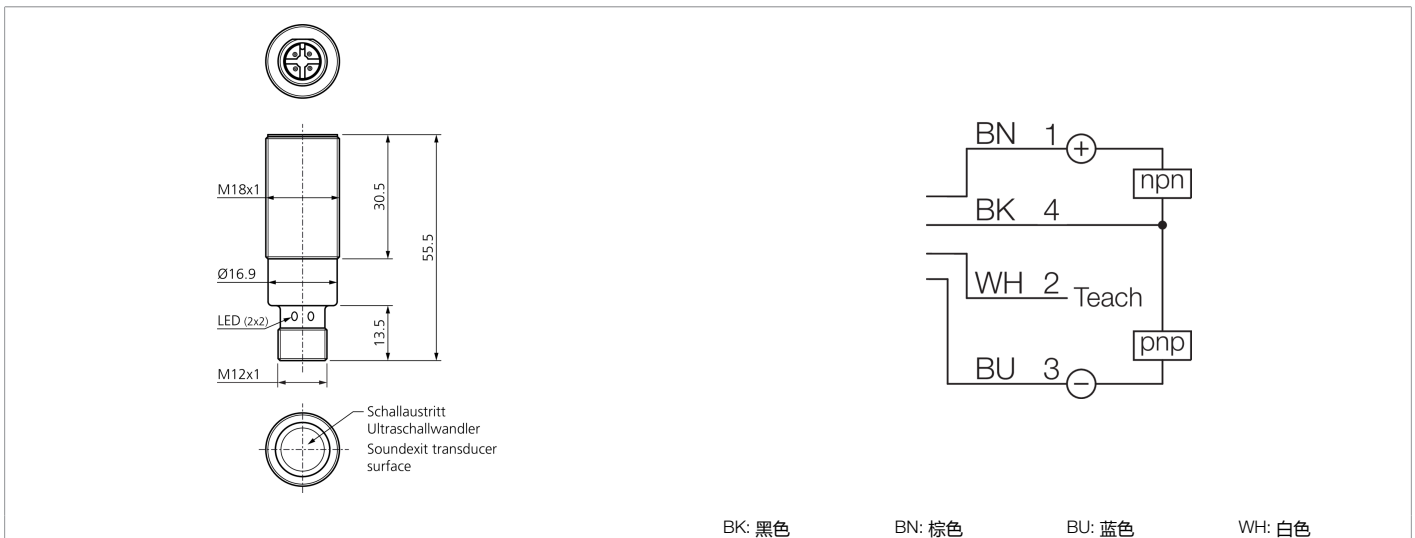 M18x1
30.5
55.5
Ø16.9
LED (2x2)
13.5
M12x1
Schallaustritt
Ultraschallwandler
Soundexit transducer
surface
BN 1 +
npn
BK 4
WH 2 Teach
pnp
BU 3 −
BK: 黑色 BN: 棕色 BU: 蓝色 WH: 白色